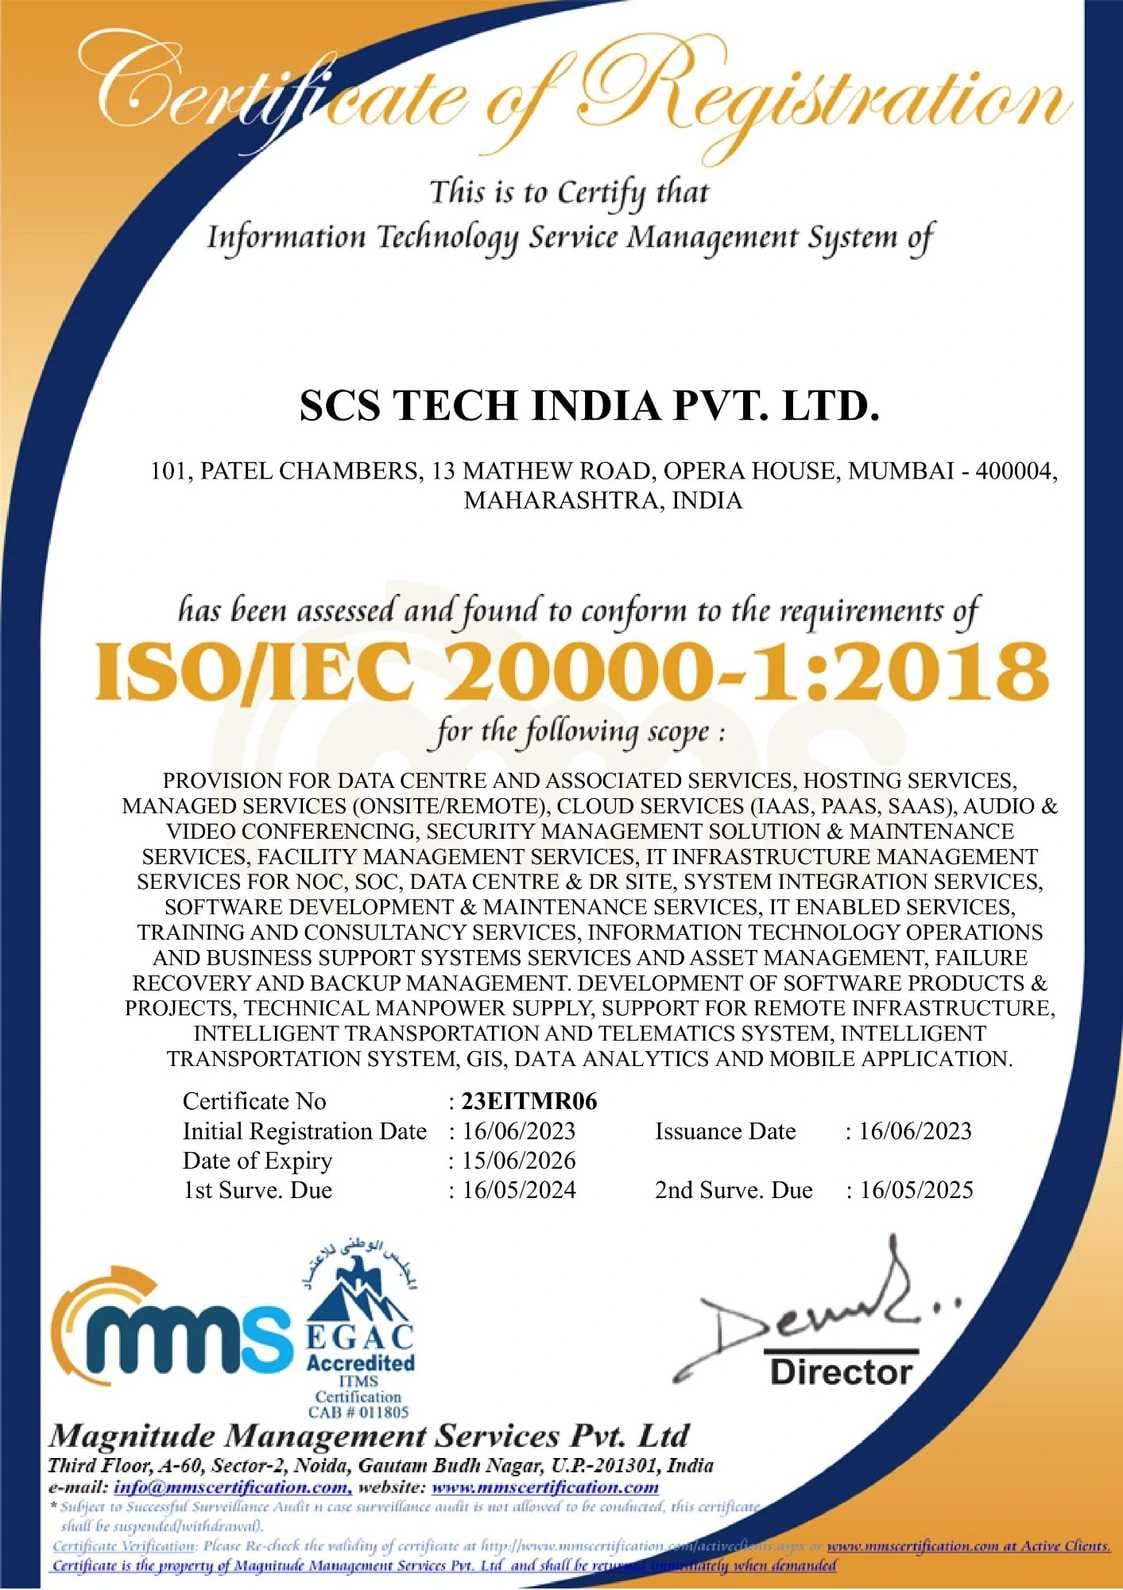 Certificate of Registration
This is to Certify that
Information Technology Service Management System of
SCS TECH INDIA PVT. LTD.
101, PATEL CHAMBERS, 13 MATHEW ROAD, OPERA HOUSE, MUMBAI - 400004,
MAHARASHTRA, INDIA
has been assessed and found to conform to the requirements of
ISO/IEC 20000-1:2018
for the following scope :
PROVISION FOR DATA CENTRE AND ASSOCIATED SERVICES, HOSTING SERVICES,
MANAGED SERVICES (ONSITE/REMOTE), CLOUD SERVICES (IAAS, PAAS, SAAS), AUDIO &
VIDEO CONFERENCING, SECURITY MANAGEMENT SOLUTION & MAINTENANCE
SERVICES, FACILITY MANAGEMENT SERVICES, IT INFRASTRUCTURE MANAGEMENT
SERVICES FOR NOC, SOC, DATA CENTRE & DR SITE, SYSTEM INTEGRATION SERVICES,
SOFTWARE DEVELOPMENT & MAINTENANCE SERVICES, IT ENABLED SERVICES,
TRAINING AND CONSULTANCY SERVICES, INFORMATION TECHNOLOGY OPERATIONS
AND BUSINESS SUPPORT SYSTEMS SERVICES AND ASSET MANAGEMENT, FAILURE
RECOVERY AND BACKUP MANAGEMENT. DEVELOPMENT OF SOFTWARE PRODUCTS &
PROJECTS, TECHNICAL MANPOWER SUPPLY, SUPPORT FOR REMOTE INFRASTRUCTURE,
INTELLIGENT TRANSPORTATION AND TELEMATICS SYSTEM, INTELLIGENT
TRANSPORTATION SYSTEM, GIS, DATA ANALYTICS AND MOBILE APPLICATION.
Certificate No : 23EITMR06
Initial Registration Date : 16/06/2023 Issuance Date : 16/06/2023
Date of Expiry : 15/06/2026
1st Surve. Due : 16/05/2024 2nd Surve. Due : 16/05/2025
المجلس الوطني للاعتماد
mms
EGAC
Accredited
ITMS
Certification
CAB # 011805
Director
Magnitude Management Services Pvt. Ltd
Third Floor, A-60, Sector-2, Noida, Gautam Budh Nagar, U.P.-201301, India
e-mail: info@mmscertification.com, website: www.mmscertification.com
* Subject to Successful Surveillance Audit n case surveillance audit is not allowed to be conducted, this certificate
shall be suspended/withdrawal).
Certificate Verification: Please Re-check the validity of certificate at http://www.mmscertification.com/activeclients.aspx or www.mmscertification.com at Active Clients.
Certificate is the property of Magnitude Management Services Pvt. Ltd and shall be returned immediately when demanded